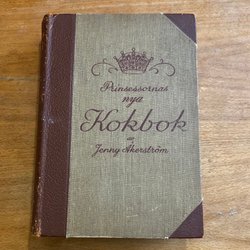 Prinsessornas
nya
Kokbok
av
Jenny Åkerström